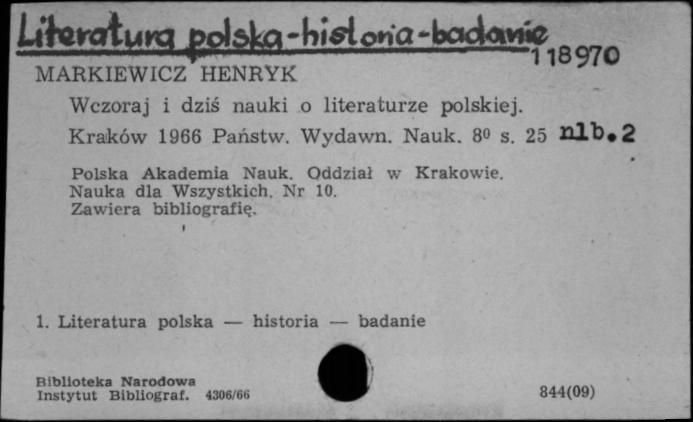 Literatura polska-historia-badanie
118970
MARKIEWICZ HENRYK
Wczoraj i dziś nauki o literaturze polskiej.
Kraków 1966 Państw. Wydawn. Nauk. 8⁰ s. 25 nlb. 2
Polska Akademia Nauk. Oddział w Krakowie.
Nauka dla Wszystkich. Nr 10.
Zawiera bibliografię.
1. Literatura polska — historia — badanie
Biblioteka Narodowa
Instytut Bibliograf. 4306/66
844(09)